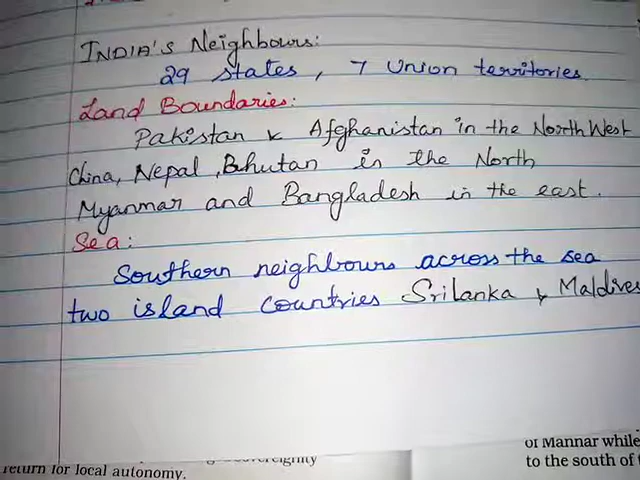 INDIA's Neighbours:
29 states, 7 Union territories
Land Boundaries:
Pakistan & Afghanistan in the North West
China, Nepal, Bhutan in the North
Myanmar and Bangladesh in the east.
Sea:
Southern neighbours across the sea
two island countries Srilanka & Maldives
of Mannar while
to the south of
return for local autonomy.